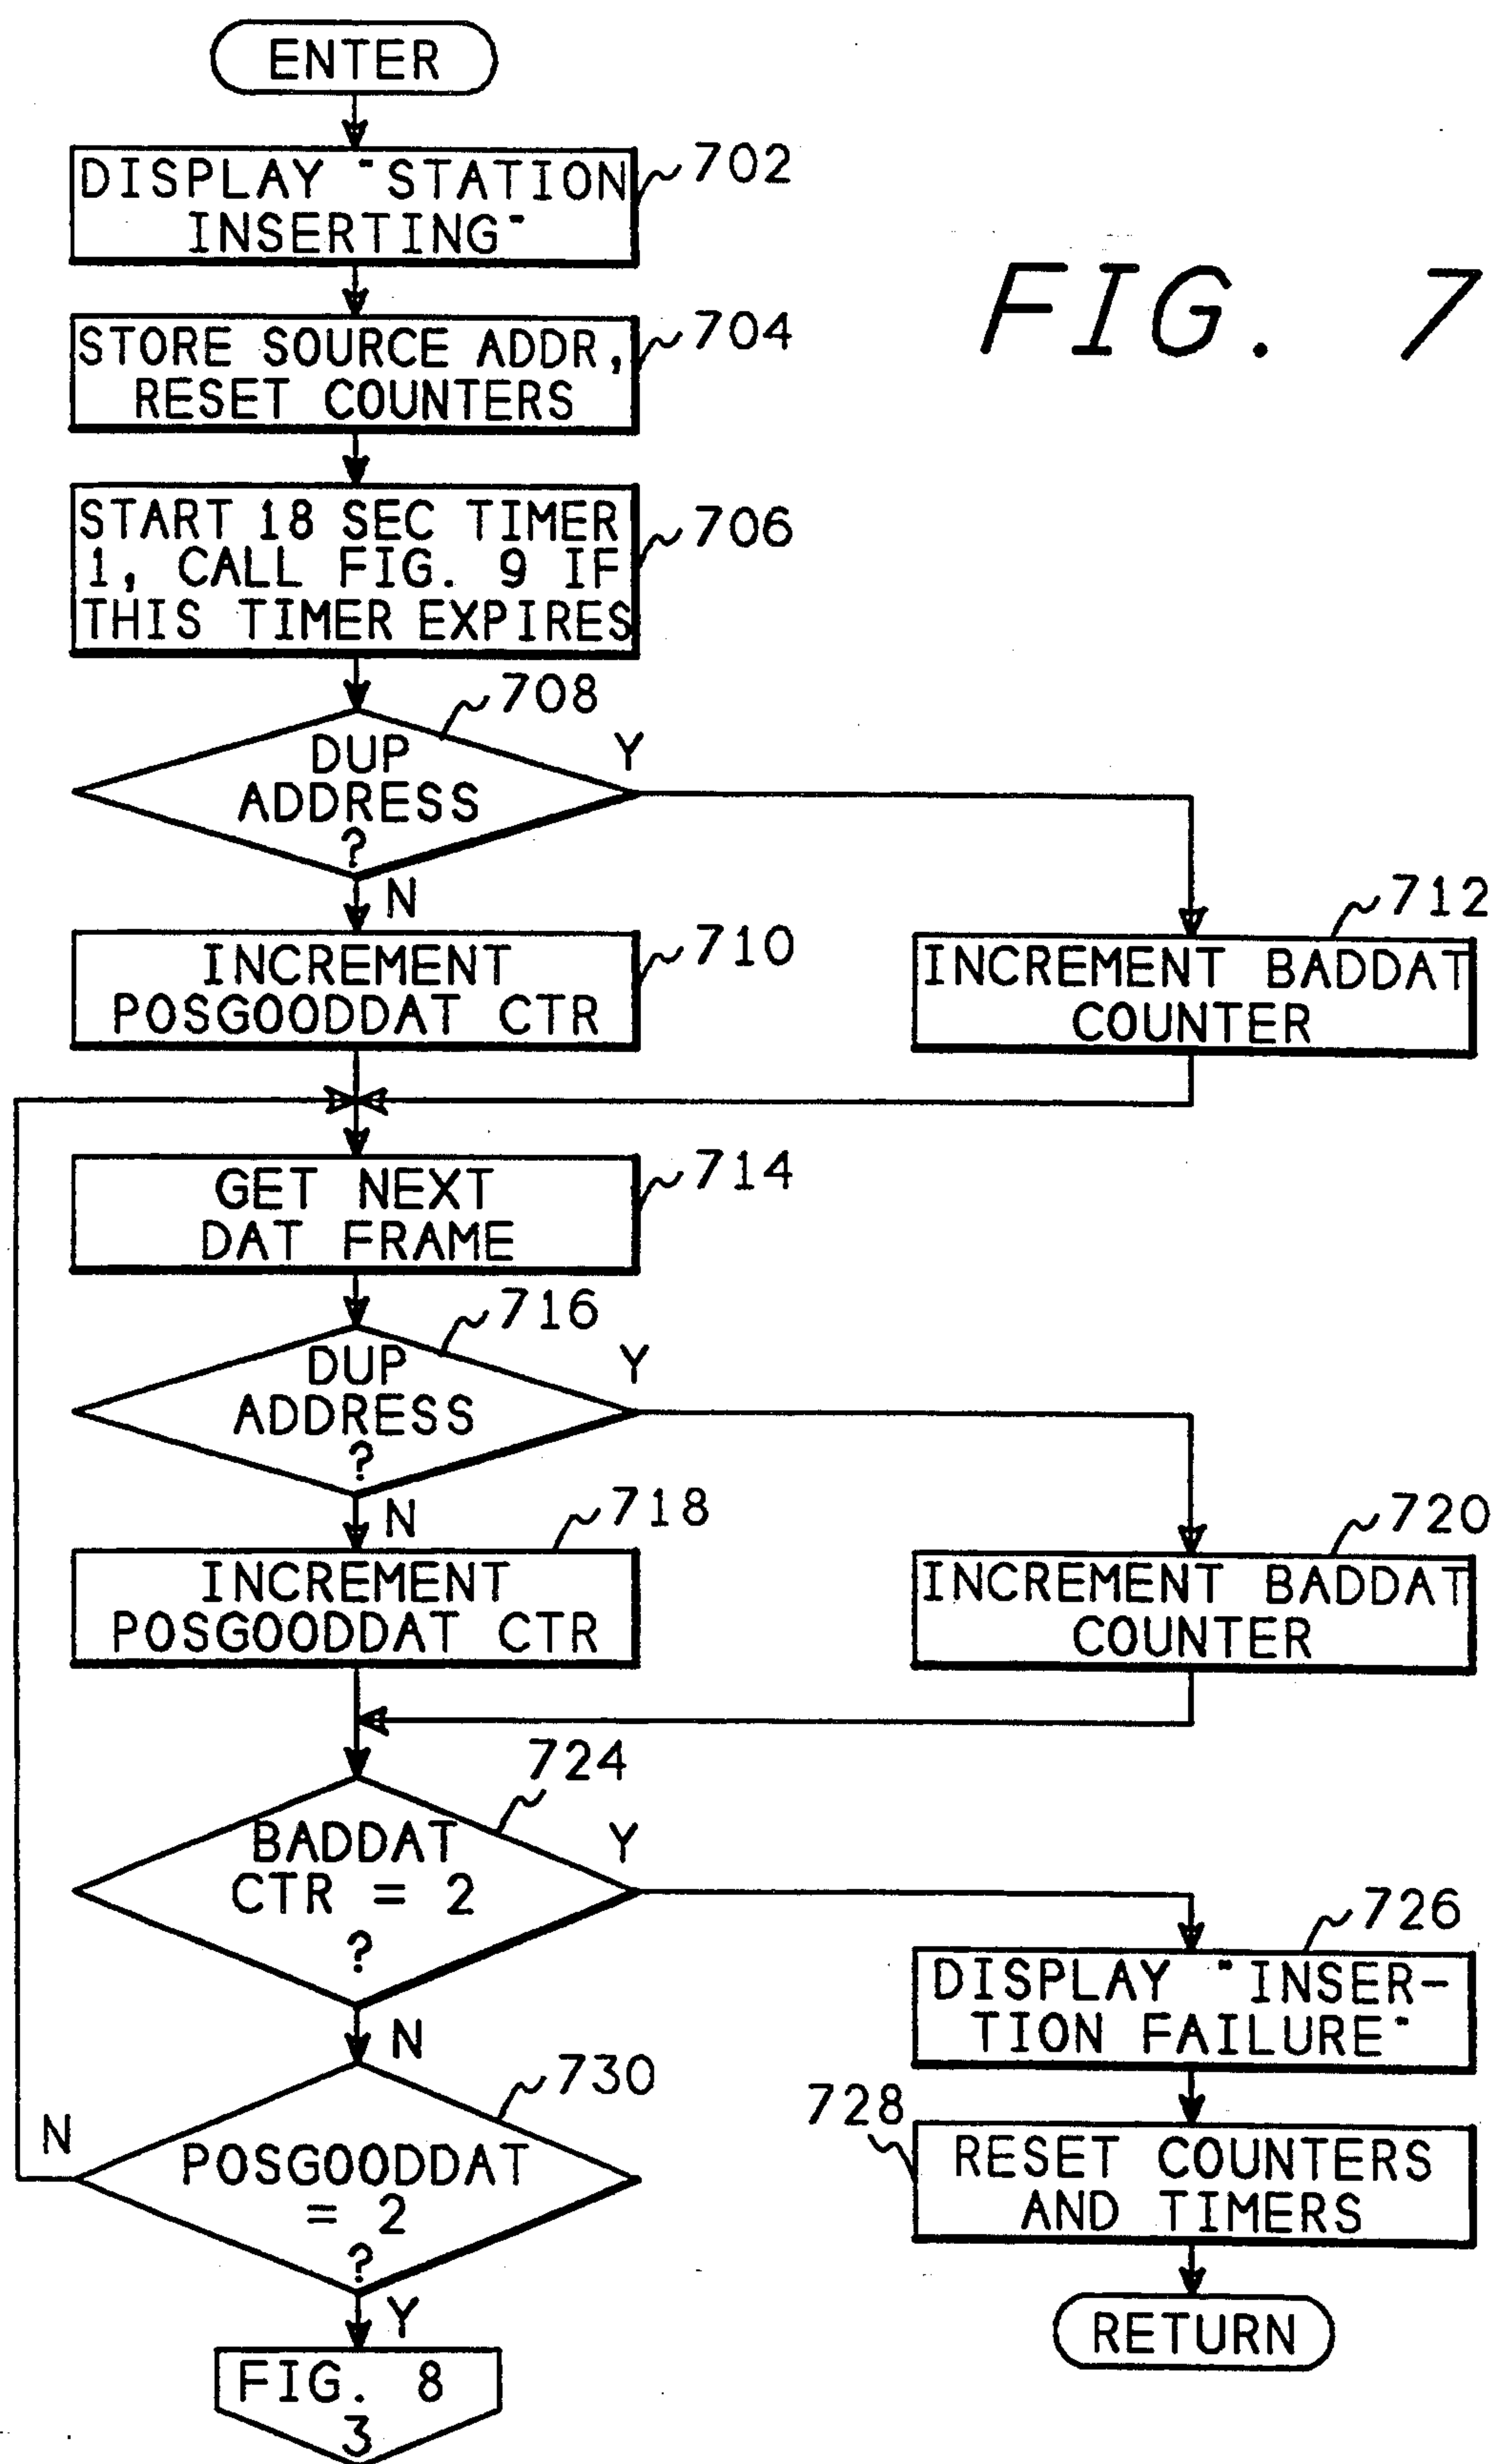 ENTER
DISPLAY "STATION
INSERTING"
702
FIG. 7
STORE SOURCE ADDR,
RESET COUNTERS
704
START 18 SEC TIMER
1, CALL FIG. 9 IF
THIS TIMER EXPIRES
706
708
DUP
ADDRESS
?
Y
N
INCREMENT
POSGOODDAT CTR
710
712
INCREMENT BADDAT
COUNTER
GET NEXT
DAT FRAME
714
716
DUP
ADDRESS
?
Y
N
718
INCREMENT
POSGOODDAT CTR
720
INCREMENT BADDAT
COUNTER
724
BADDAT
CTR = 2
?
Y
N
726
DISPLAY "INSER-
TION FAILURE"
730
POSGOODDAT
= 2
?
N
Y
728
RESET COUNTERS
AND TIMERS
RETURN
FIG. 8
3